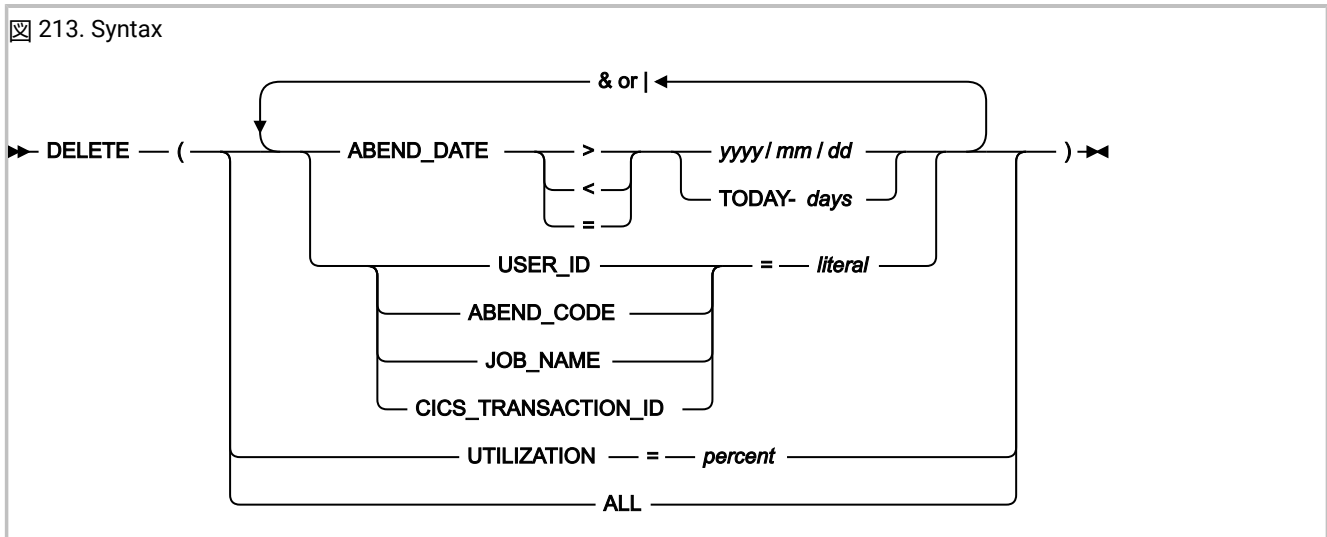 図 213. Syntax
& or |
DELETE ( ABEND_DATE > yyyy / mm / dd )
< TODAY- days
=
USER_ID = literal
ABEND_CODE
JOB_NAME
CICS_TRANSACTION_ID
UTILIZATION = percent
ALL